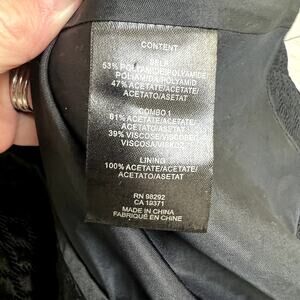 CONTENT
SELF
53% POLYAMIDE/POLYAMIDE
POLIAMIDA/POLIAMIDE
47% ACETATE/ACETATE/
ACETATO/ASETAT
COMBO 1
61% ACETATE/ACETATE/
ACETATO/ASETAT
39% VISCOSE/VISCOSE/
VISCOSA/VISKOZ
LINING
100% ACETATE/ACETATE/
ACETATO/ASETAT
RN 98292
CA 19371
MADE IN CHINA
FABRIQUÉ EN CHINE